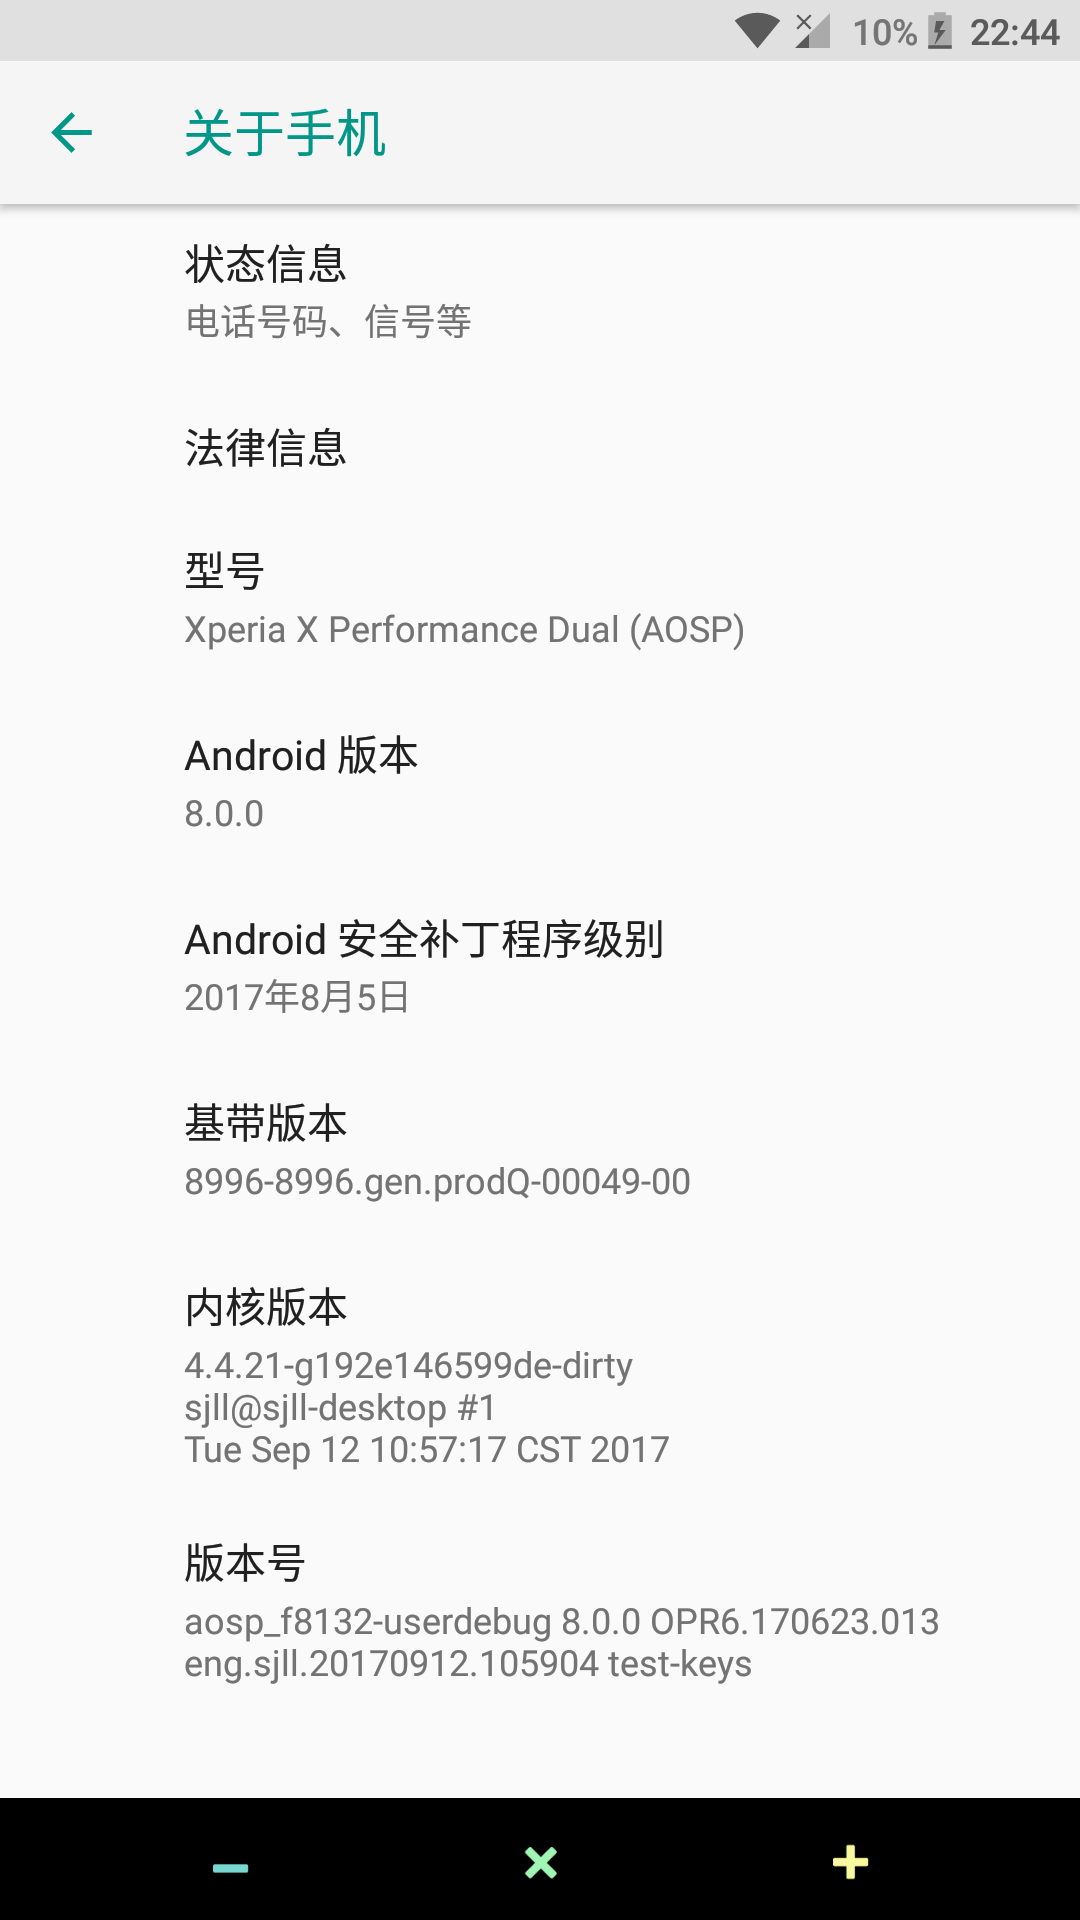 10% 22:44
关于手机
状态信息
电话号码、信号等
法律信息
型号
Xperia X Performance Dual (AOSP)
Android 版本
8.0.0
Android 安全补丁程序级别
2017年8月5日
基带版本
8996-8996.gen.prodQ-00049-00
内核版本
4.4.21-g192e146599de-dirty
sjll@sjll-desktop #1
Tue Sep 12 10:57:17 CST 2017
版本号
aosp_f8132-userdebug 8.0.0 OPR6.170623.013
eng.sjll.20170912.105904 test-keys